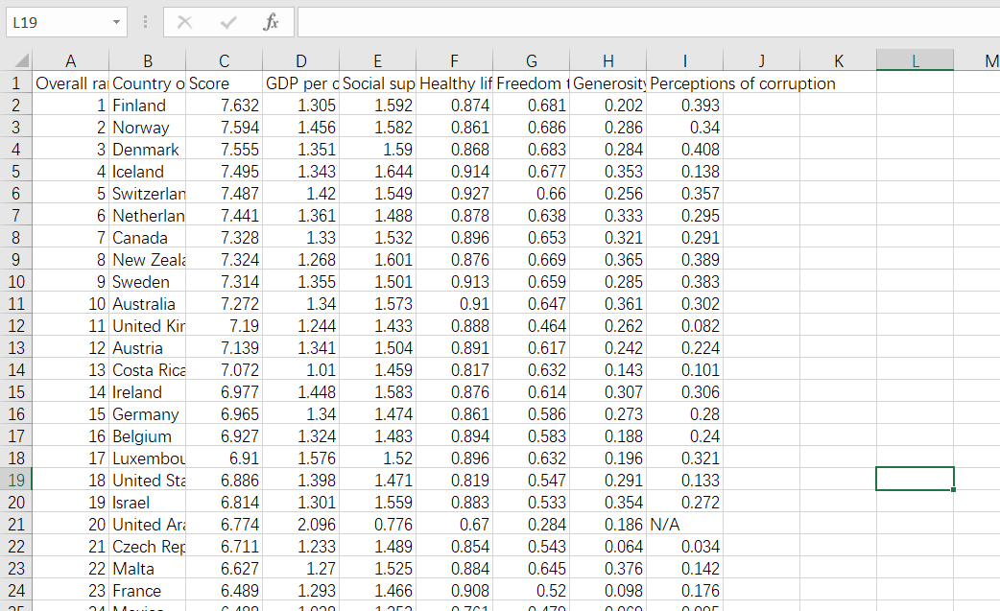 L19 fx
A B C D E F G H I J K L M
1 Overall ra Country o Score GDP per c Social sup Healthy lif Freedom t Generosity Perceptions of corruption
2 1 Finland 7.632 1.305 1.592 0.874 0.681 0.202 0.393
3 2 Norway 7.594 1.456 1.582 0.861 0.686 0.286 0.34
4 3 Denmark 7.555 1.351 1.59 0.868 0.683 0.284 0.408
5 4 Iceland 7.495 1.343 1.644 0.914 0.677 0.353 0.138
6 5 Switzerlan 7.487 1.42 1.549 0.927 0.66 0.256 0.357
7 6 Netherlan 7.441 1.361 1.488 0.878 0.638 0.333 0.295
8 7 Canada 7.328 1.33 1.532 0.896 0.653 0.321 0.291
9 8 New Zeala 7.324 1.268 1.601 0.876 0.669 0.365 0.389
10 9 Sweden 7.314 1.355 1.501 0.913 0.659 0.285 0.383
11 10 Australia 7.272 1.34 1.573 0.91 0.647 0.361 0.302
12 11 United Kin 7.19 1.244 1.433 0.888 0.464 0.262 0.082
13 12 Austria 7.139 1.341 1.504 0.891 0.617 0.242 0.224
14 13 Costa Rica 7.072 1.01 1.459 0.817 0.632 0.143 0.101
15 14 Ireland 6.977 1.448 1.583 0.876 0.614 0.307 0.306
16 15 Germany 6.965 1.34 1.474 0.861 0.586 0.273 0.28
17 16 Belgium 6.927 1.324 1.483 0.894 0.583 0.188 0.24
18 17 Luxembou 6.91 1.576 1.52 0.896 0.632 0.196 0.321
19 18 United Sta 6.886 1.398 1.471 0.819 0.547 0.291 0.133
20 19 Israel 6.814 1.301 1.559 0.883 0.533 0.354 0.272
21 20 United Ara 6.774 2.096 0.776 0.67 0.284 0.186 N/A
22 21 Czech Rep 6.711 1.233 1.489 0.854 0.543 0.064 0.034
23 22 Malta 6.627 1.27 1.525 0.884 0.645 0.376 0.142
24 23 France 6.489 1.293 1.466 0.908 0.52 0.098 0.176